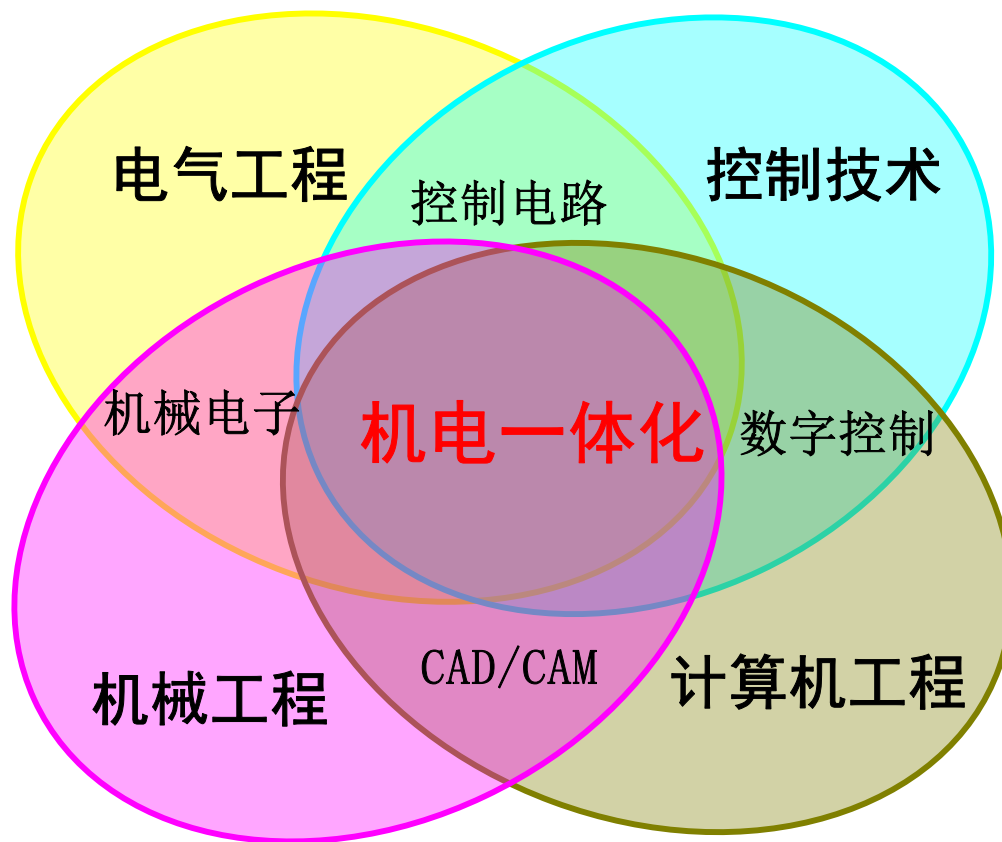 电气工程
控制技术
控制电路
机械电子
机电一体化
数字控制
CAD/CAM
机械工程
计算机工程